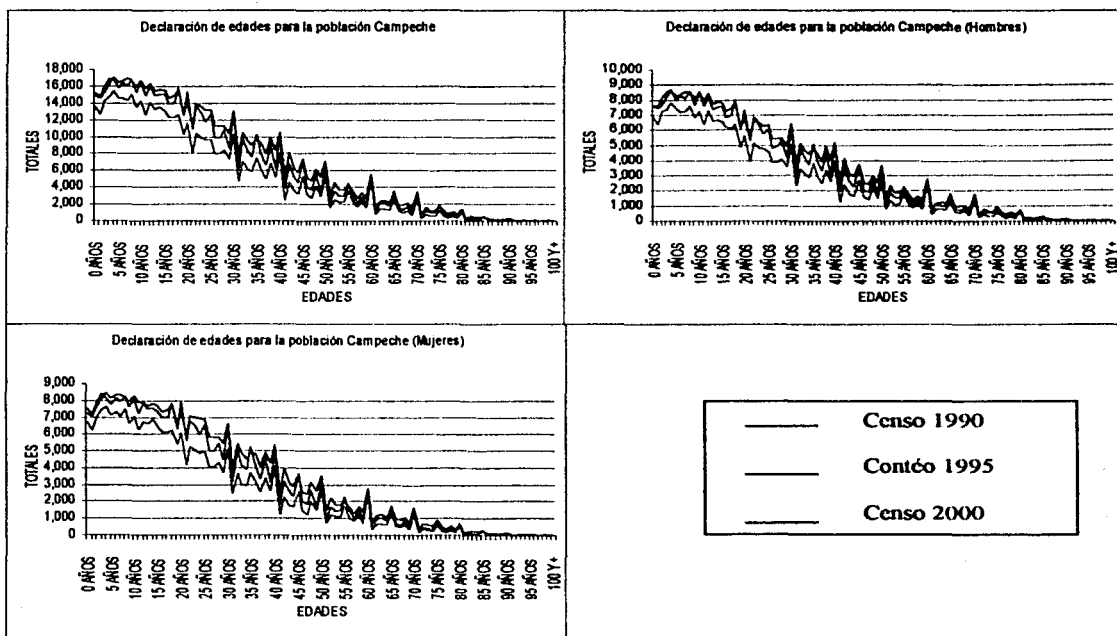 Declaración de edades para la población Campeche
18,000
16,000
14,000
12,000
10,000
8,000
6,000
4,000
2,000
0
TOTALES
0 AÑOS
5 AÑOS
10 AÑOS
15 AÑOS
20 AÑOS
25 AÑOS
30 AÑOS
35 AÑOS
40 AÑOS
45 AÑOS
50 AÑOS
55 AÑOS
60 AÑOS
65 AÑOS
70 AÑOS
75 AÑOS
80 AÑOS
85 AÑOS
90 AÑOS
95 AÑOS
100 Y +
EDADES
Declaración de edades para la población Campeche (Hombres)
10,000
9,000
8,000
7,000
6,000
5,000
4,000
3,000
2,000
1,000
0
TOTALES
0 AÑOS
5 AÑOS
10 AÑOS
15 AÑOS
20 AÑOS
25 AÑOS
30 AÑOS
35 AÑOS
40 AÑOS
45 AÑOS
50 AÑOS
55 AÑOS
60 AÑOS
65 AÑOS
70 AÑOS
75 AÑOS
80 AÑOS
85 AÑOS
90 AÑOS
95 AÑOS
100 Y +
EDADES
Declaración de edades para la población Campeche (Mujeres)
9,000
8,000
7,000
6,000
5,000
4,000
3,000
2,000
1,000
0
TOTALES
0 AÑOS
5 AÑOS
10 AÑOS
15 AÑOS
20 AÑOS
25 AÑOS
30 AÑOS
35 AÑOS
40 AÑOS
45 AÑOS
50 AÑOS
55 AÑOS
60 AÑOS
65 AÑOS
70 AÑOS
75 AÑOS
80 AÑOS
85 AÑOS
90 AÑOS
95 AÑOS
100 Y +
EDADES
Censo 1990
Contéo 1995
Censo 2000